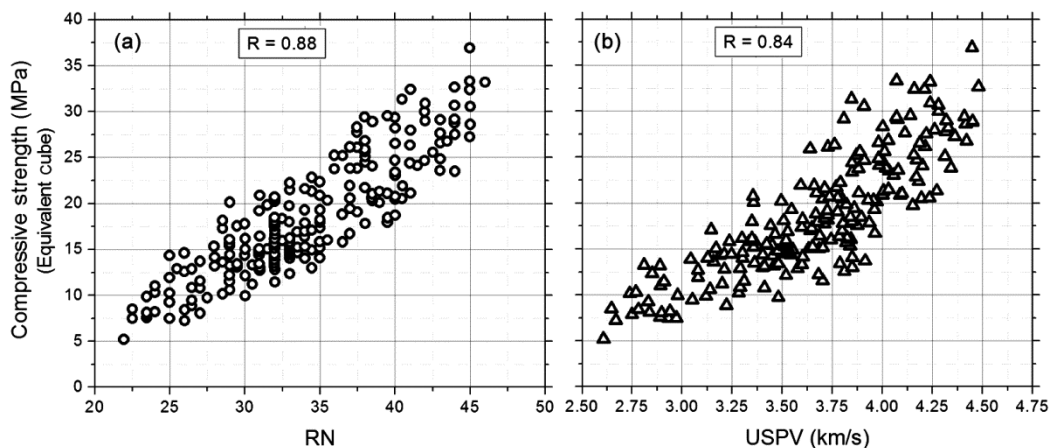 Compressive strength (MPa)
(Equivalent cube)
40
35
30
25
20
15
10
5
0
(a)
R = 0.88
20 25 30 35 40 45 50
RN
(b)
R = 0.84
2.50 2.75 3.00 3.25 3.50 3.75 4.00 4.25 4.50 4.75
USPV (km/s)